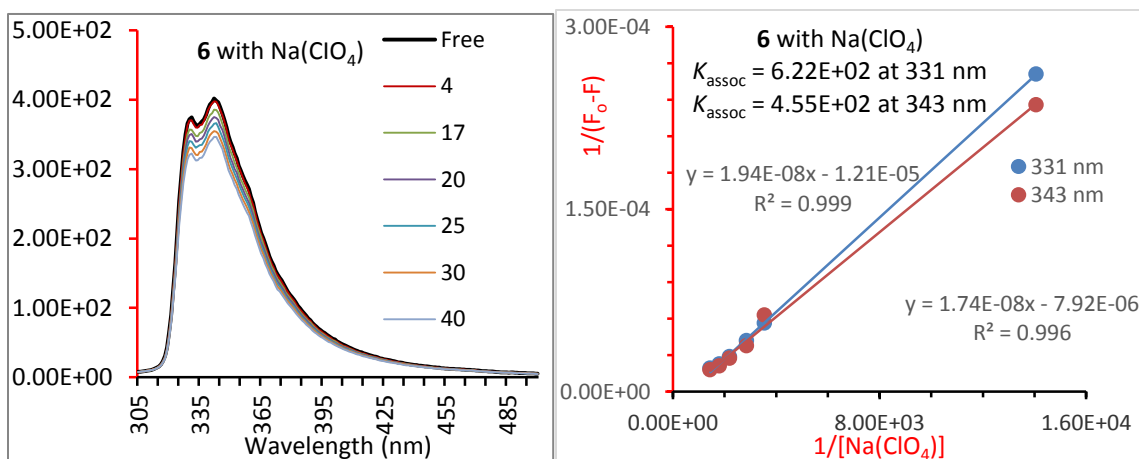 5.00E+02
4.00E+02
3.00E+02
2.00E+02
1.00E+02
0.00E+00
6 with Na(ClO₄)
Free
4
17
20
25
30
40
305
335
365
395
425
455
485
Wavelength (nm)
3.00E-04
1.50E-04
0.00E+00
1/(Fₒ-F)
6 with Na(ClO₄)
Kassoc = 6.22E+02 at 331 nm
Kassoc = 4.55E+02 at 343 nm
y = 1.94E-08x - 1.21E-05
R² = 0.999
331 nm
343 nm
y = 1.74E-08x - 7.92E-06
R² = 0.996
0.00E+00
8.00E+03
1.60E+04
1/[Na(ClO₄)]